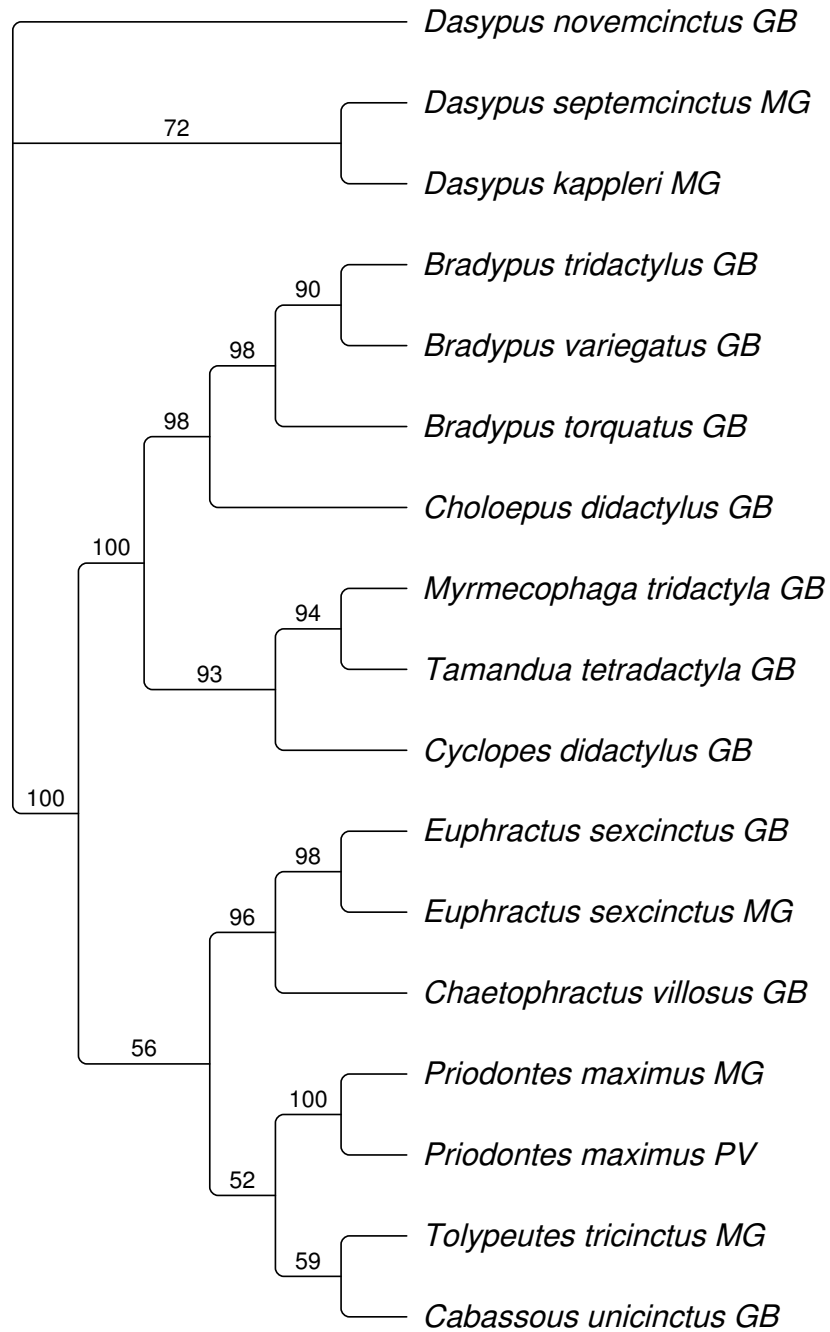 Dasypus novemcinctus GB
Dasypus septemcinctus MG
72
Dasypus kappleri MG
Bradypus tridactylus GB
90
Bradypus variegatus GB
98
Bradypus torquatus GB
98
Choloepus didactylus GB
100
Myrmecophaga tridactyla GB
94
Tamandua tetradactyla GB
93
Cyclopes didactylus GB
100
Euphractus sexcinctus GB
98
Euphractus sexcinctus MG
96
Chaetophractus villosus GB
56
Priodontes maximus MG
100
Priodontes maximus PV
52
Tolypeutes tricinctus MG
59
Cabassous unicinctus GB